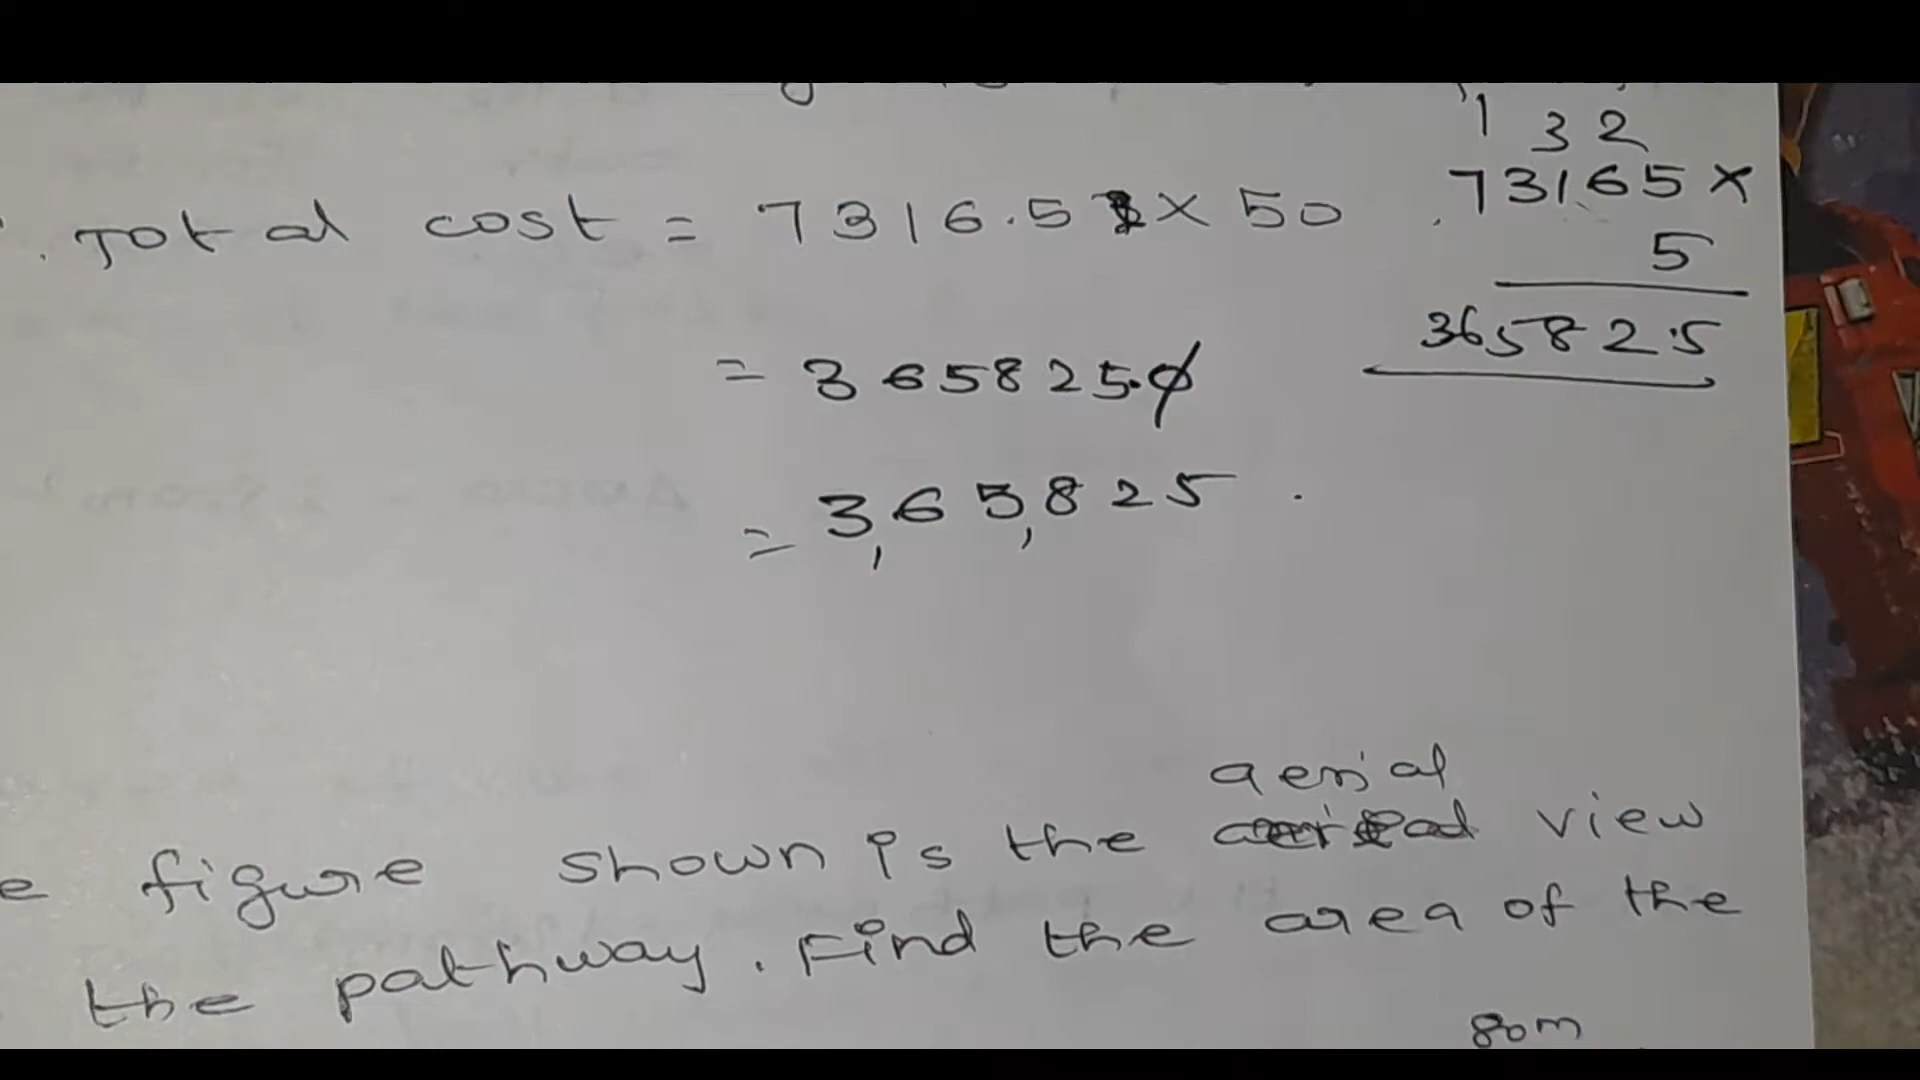 Total cost = 7316.5 × 50
= 365825.0
= 3,65,825 .
1 3 2
73165 ×
5
365825
aerial
figure shown is the view
the pathway. Find the area of the
80m